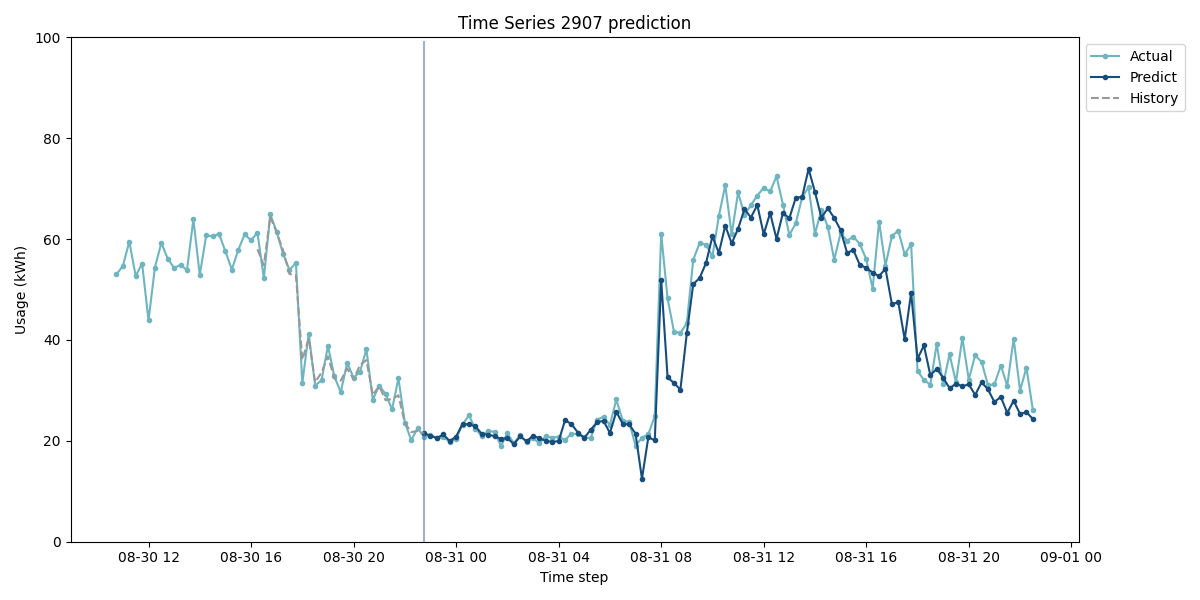 Time Series 2907 prediction
Actual
Predict
History
Usage (kWh)
100
80
60
40
20
0
08-30 12 08-30 16 08-30 20 08-31 00 08-31 04 08-31 08 08-31 12 08-31 16 08-31 20 09-01 00
Time step